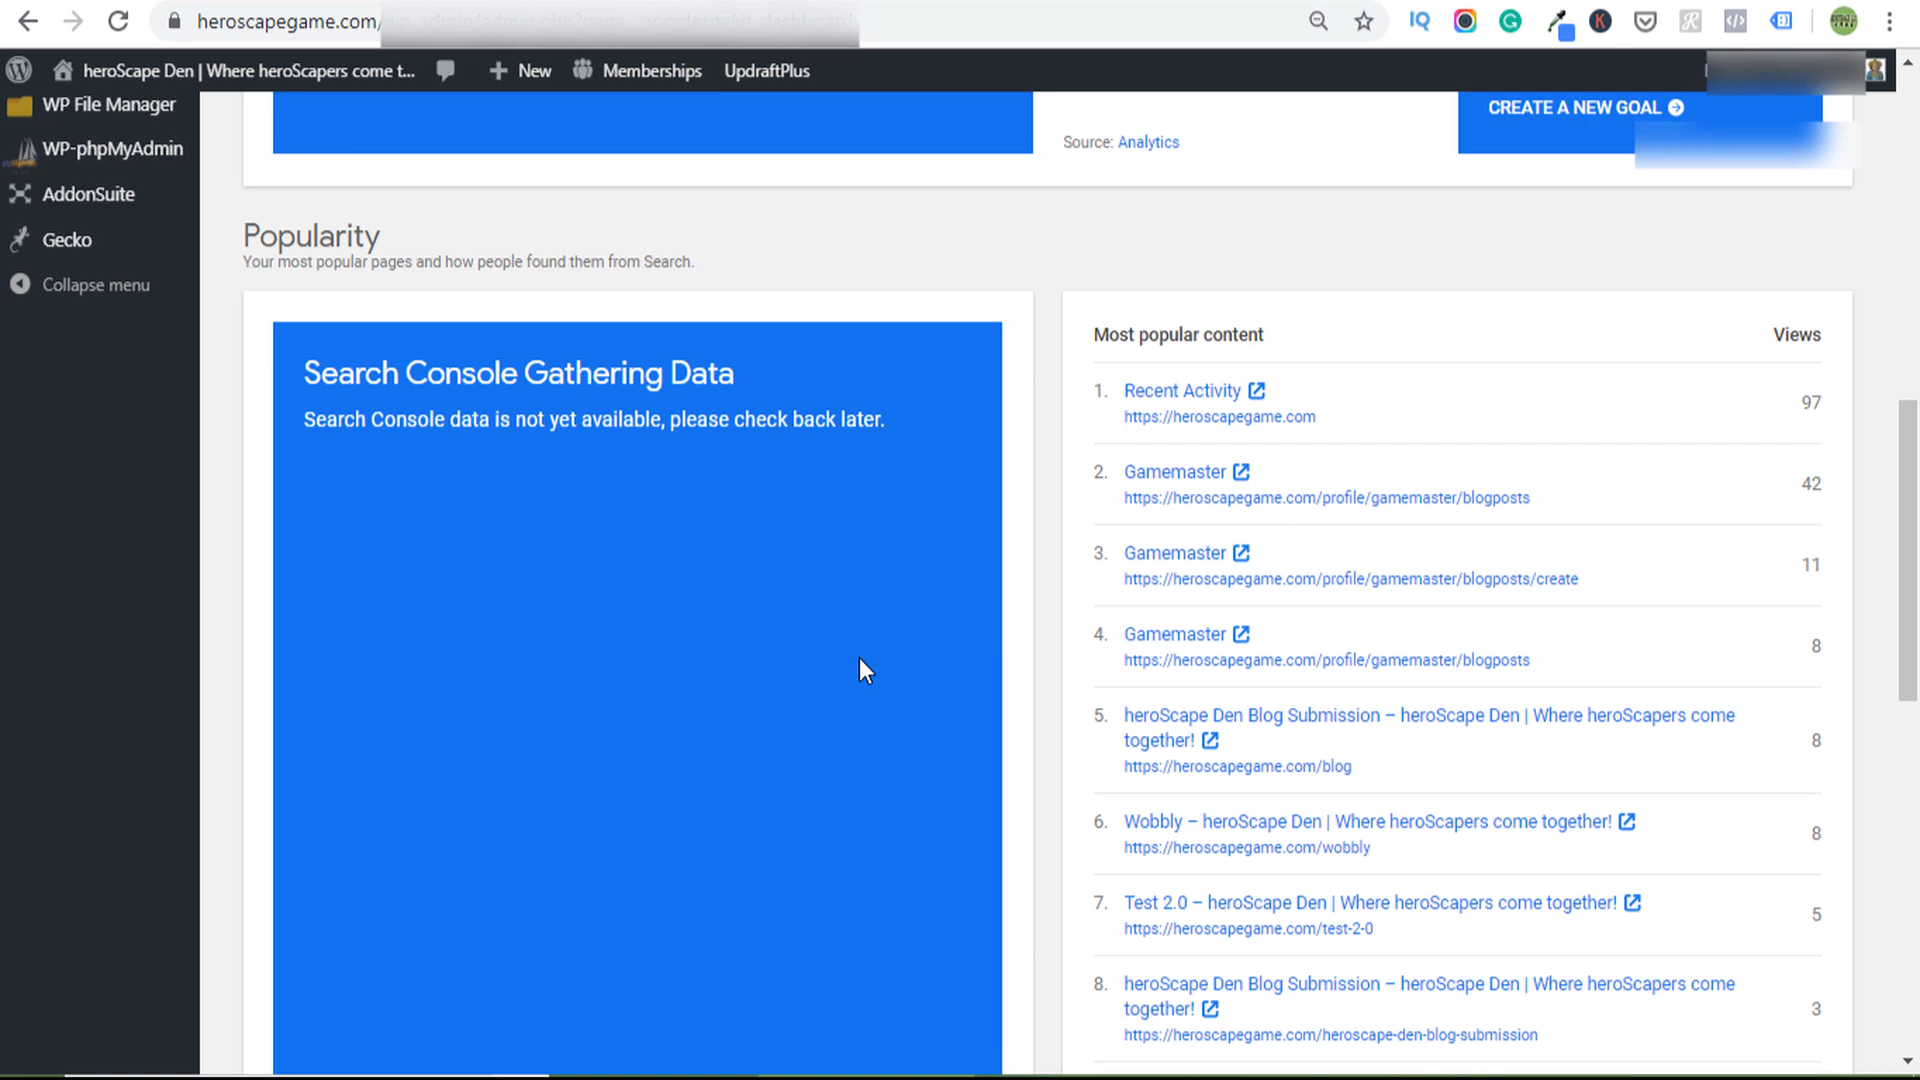 heroscapegame.com/
heroScape Den | Where heroScapers come t...
New
Memberships
UpdraftPlus
WP File Manager
WP-phpMyAdmin
AddonSuite
Gecko
Collapse menu
CREATE A NEW GOAL
Source: Analytics
Popularity
Your most popular pages and how people found them from Search.
Search Console Gathering Data
Search Console data is not yet available, please check back later.
Most popular content
Views
1. Recent Activity
https://heroscapegame.com
97
2. Gamemaster
https://heroscapegame.com/profile/gamemaster/blogposts
42
3. Gamemaster
https://heroscapegame.com/profile/gamemaster/blogposts/create
11
4. Gamemaster
https://heroscapegame.com/profile/gamemaster/blogposts
8
5. heroScape Den Blog Submission – heroScape Den | Where heroScapers come
together!
https://heroscapegame.com/blog
8
6. Wobbly – heroScape Den | Where heroScapers come together!
https://heroscapegame.com/wobbly
8
7. Test 2.0 – heroScape Den | Where heroScapers come together!
https://heroscapegame.com/test-2-0
5
8. heroScape Den Blog Submission – heroScape Den | Where heroScapers come
together!
https://heroscapegame.com/heroscape-den-blog-submission
3